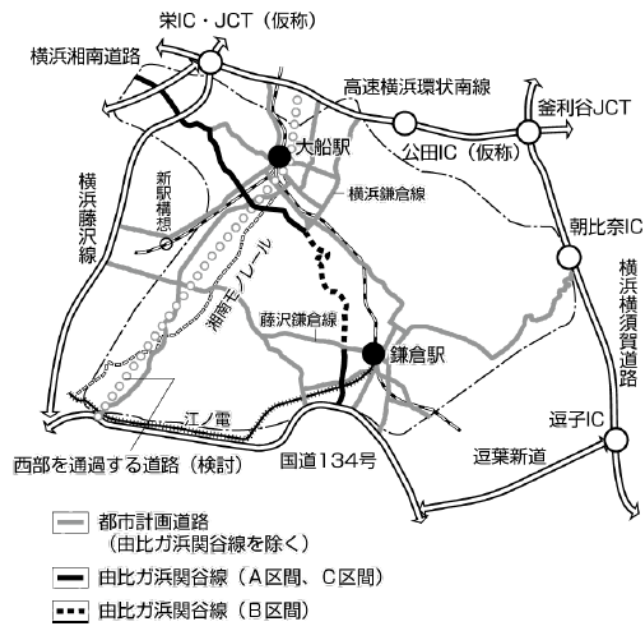 栄IC・JCT（仮称）
横浜湘南道路
高速横浜環状南線
釜利谷JCT
大船駅
公田IC（仮称）
横浜鎌倉線
新駅構想
横浜藤沢線
朝比奈IC
湘南モノレール
横浜横須賀道路
藤沢鎌倉線
鎌倉駅
江ノ電
逗子IC
西部を通過する道路（検討）
国道134号
逗葉新道
都市計画道路
（由比ガ浜関谷線を除く）
由比ガ浜関谷線（A区間、C区間）
由比ガ浜関谷線（B区間）